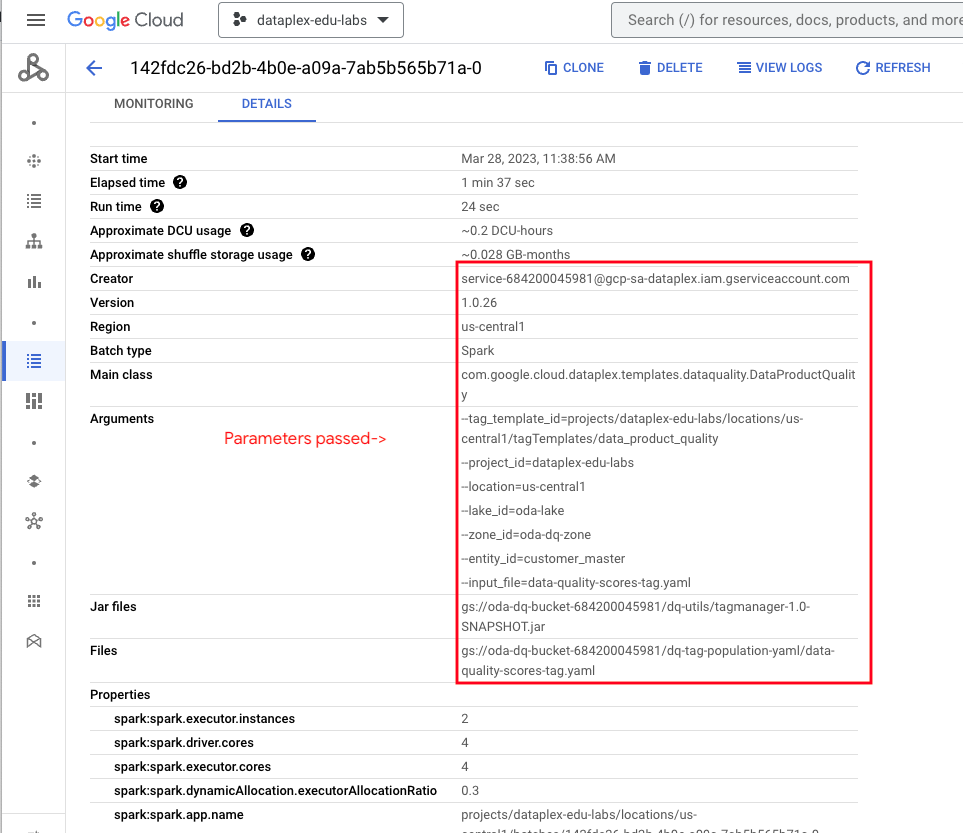 Google Cloud
dataplex-edu-labs
Search (/) for resources, docs, products, and more
142fdc26-bd2b-4b0e-a09a-7ab5b565b71a-0
CLONE
DELETE
VIEW LOGS
REFRESH
MONITORING
DETAILS
Start time
Mar 28, 2023, 11:38:56 AM
Elapsed time
1 min 37 sec
Run time
24 sec
Approximate DCU usage
~0.2 DCU-hours
Approximate shuffle storage usage
~0.028 GB-months
Creator
service-684200045981@gcp-sa-dataplex.iam.gserviceaccount.com
Version
1.0.26
Region
us-central1
Batch type
Spark
Main class
com.google.cloud.dataplex.templates.dataquality.DataProductQualit
y
Arguments
Parameters passed->
--tag_template_id=projects/dataplex-edu-labs/locations/us-
central1/tagTemplates/data_product_quality
--project_id=dataplex-edu-labs
--location=us-central1
--lake_id=oda-lake
--zone_id=oda-dq-zone
--entity_id=customer_master
--input_file=data-quality-scores-tag.yaml
Jar files
gs://oda-dq-bucket-684200045981/dq-utils/tagmanager-1.0-
SNAPSHOT.jar
Files
gs://oda-dq-bucket-684200045981/dq-tag-population-yaml/data-
quality-scores-tag.yaml
Properties
spark:spark.executor.instances
2
spark:spark.driver.cores
4
spark:spark.executor.cores
4
spark:spark.dynamicAllocation.executorAllocationRatio
0.3
spark:spark.app.name
projects/dataplex-edu-labs/locations/us-